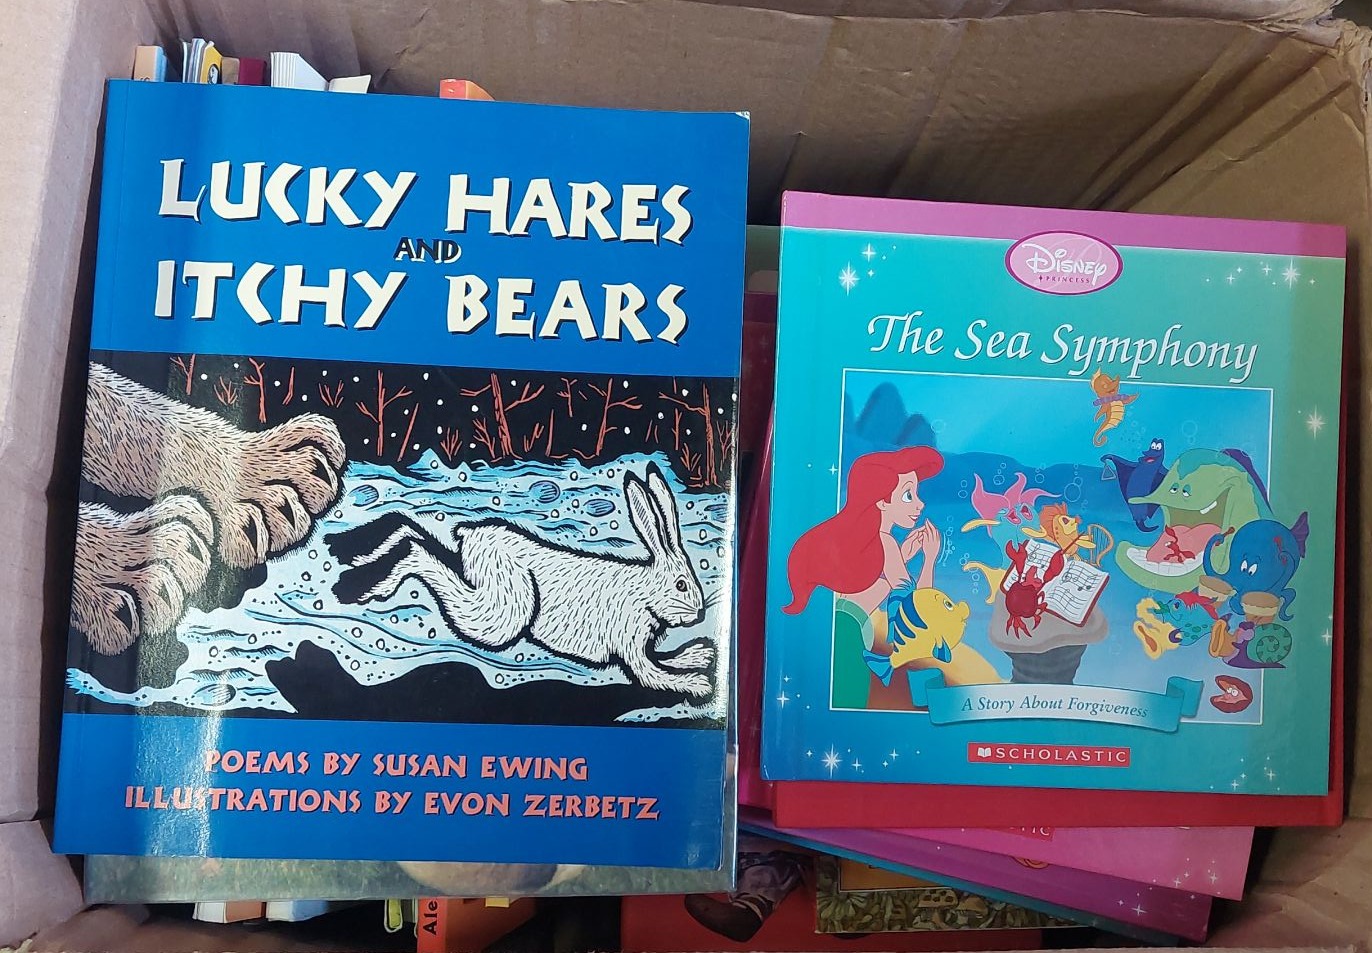 LUCKY HARES
AND
ITCHY BEARS
POEMS BY SUSAN EWING
ILLUSTRATIONS BY EVON ZERBETZ
Disney
PRINCESS
The Sea Symphony
A Story About Forgiveness
SCHOLASTIC
Ale